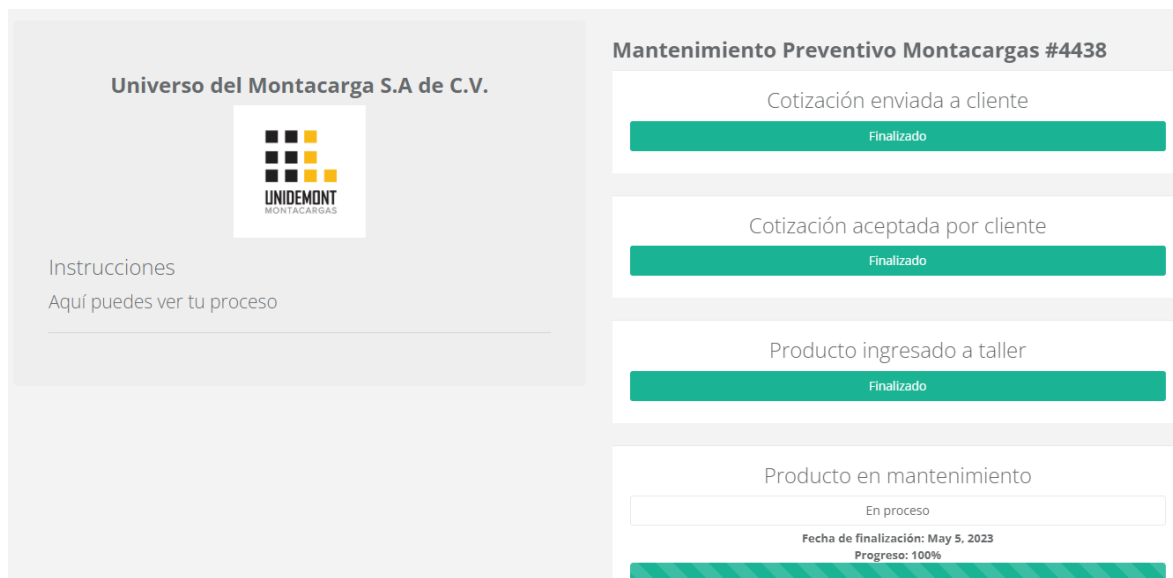 Universo del Montacarga S.A de C.V.
UNIDEMONT
MONTACARGAS
Instrucciones
Aquí puedes ver tu proceso
Mantenimiento Preventivo Montacargas #4438
Cotización enviada a cliente
Finalizado
Cotización aceptada por cliente
Finalizado
Producto ingresado a taller
Finalizado
Producto en mantenimiento
En proceso
Fecha de finalización: May 5, 2023
Progreso: 100%